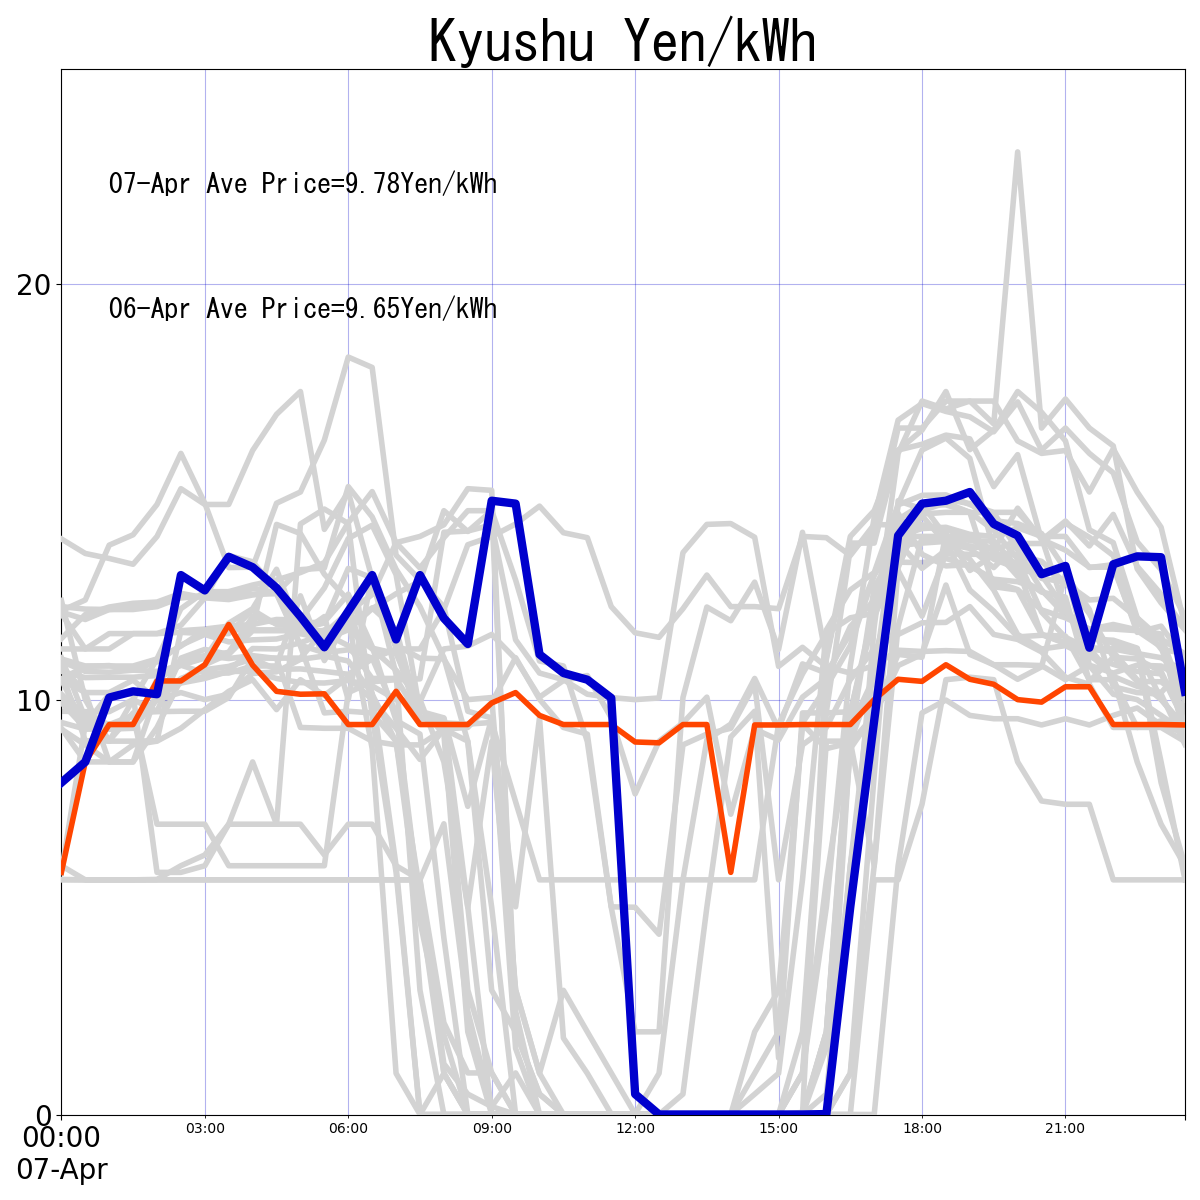 Kyushu Yen/kWh
07-Apr Ave Price=9.78Yen/kWh
20
06-Apr Ave Price=9.65Yen/kWh
10
0
00:00 03:00 06:00 09:00 12:00 15:00 18:00 21:00
07-Apr